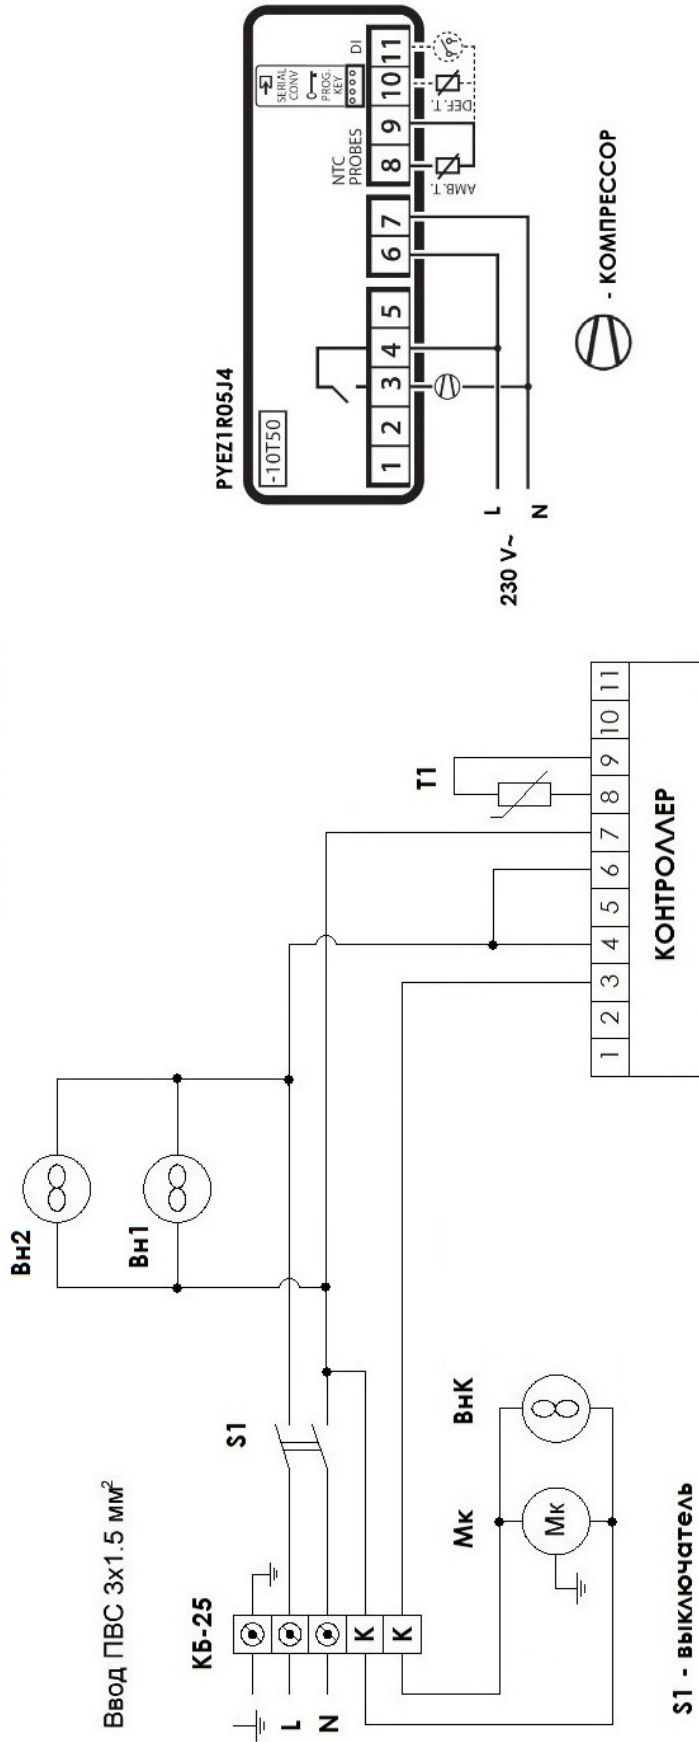 Ввод ПВС 3х1.5 мм²
КБ-25
L
N
К
К
S1
Вн2
Вн1
Мк
Мк
ВнК
S1 - выключатель
T1
1 2 3 4 5 6 7 8 9 10 11
КОНТРОЛЛЕР
PYEZ1R05J4
-10T50
SERIAL
CONV
PROG.
KEY
DI
NTC
PROBES
1 2 3 4 5 6 7 8 9 10 11
AMB.T.
DEF.T.
230 V~
L
N
- КОМПРЕССОР